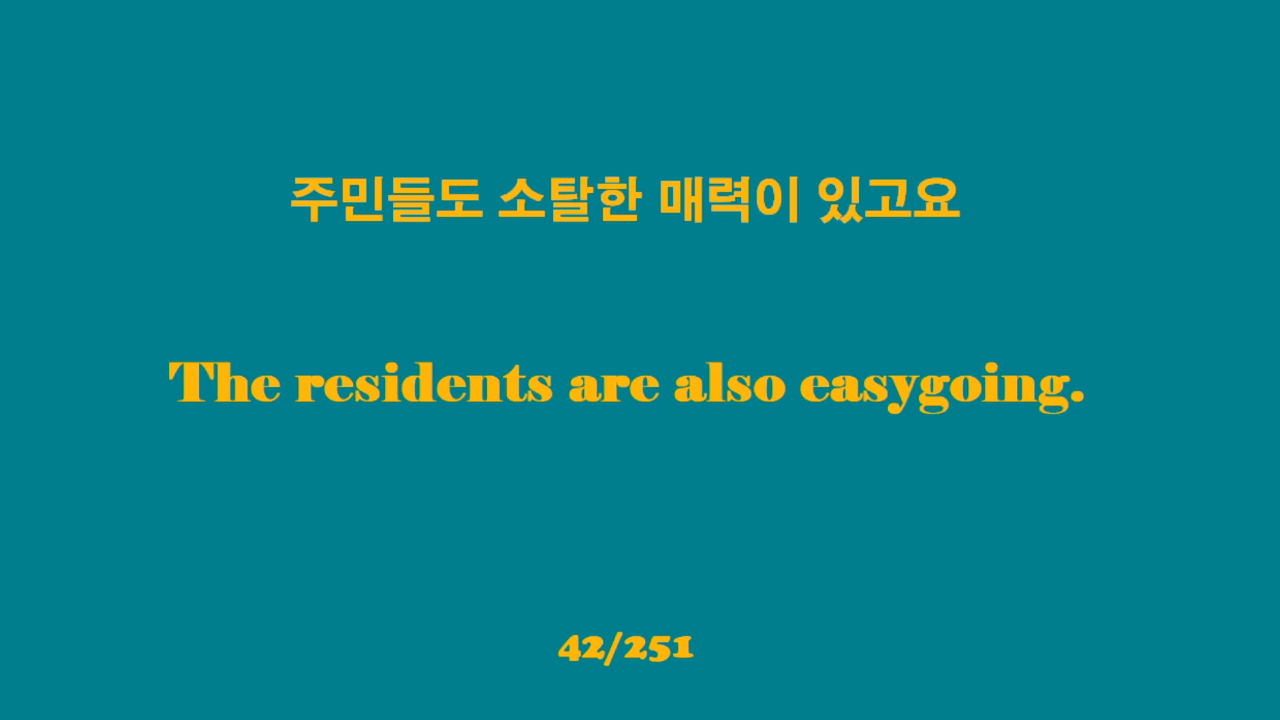 주민들도 소탈한 매력이 있고요
The residents are also easygoing.
42/251